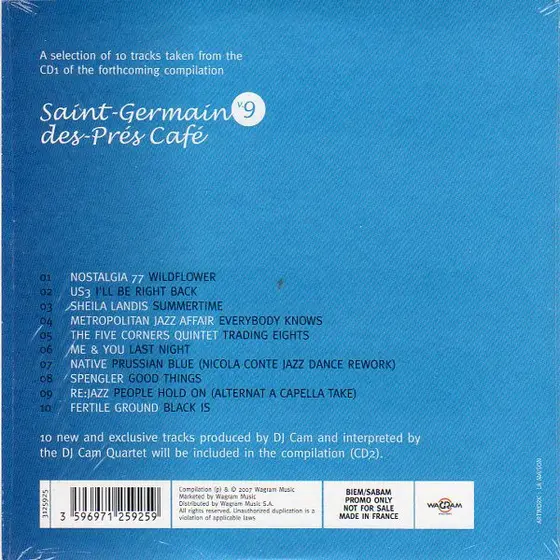 A selection of 10 tracks taken from the
CD1 of the forthcoming compilation
Saint-Germain v.9
des-Prés Café
01 NOSTALGIA 77 WILDFLOWER
02 US3 I'LL BE RIGHT BACK
03 SHEILA LANDIS SUMMERTIME
04 METROPOLITAN JAZZ AFFAIR EVERYBODY KNOWS
05 THE FIVE CORNERS QUINTET TRADING EIGHTS
06 ME & YOU LAST NIGHT
07 NATIVE PRUSSIAN BLUE (NICOLA CONTE JAZZ DANCE REWORK)
08 SPENGLER GOOD THINGS
09 RE:JAZZ PEOPLE HOLD ON (ALTERNAT A CAPELLA TAKE)
10 FERTILE GROUND BLACK IS
10 new and exclusive tracks produced by DJ Cam and interpreted by
the DJ Cam Quartet will be included in the compilation (CD2).
3125925
3 596971 259259
Compilation (p) & © 2007 Wagram Music
Marketed by Wagram Music
Distributed by Wagram Music S.A.
All rights reserved. Unauthorized duplication is a
violation of applicable laws
BIEM/SABAM
PROMO ONLY
NOT FOR SALE
MADE IN FRANCE
WAGRAM